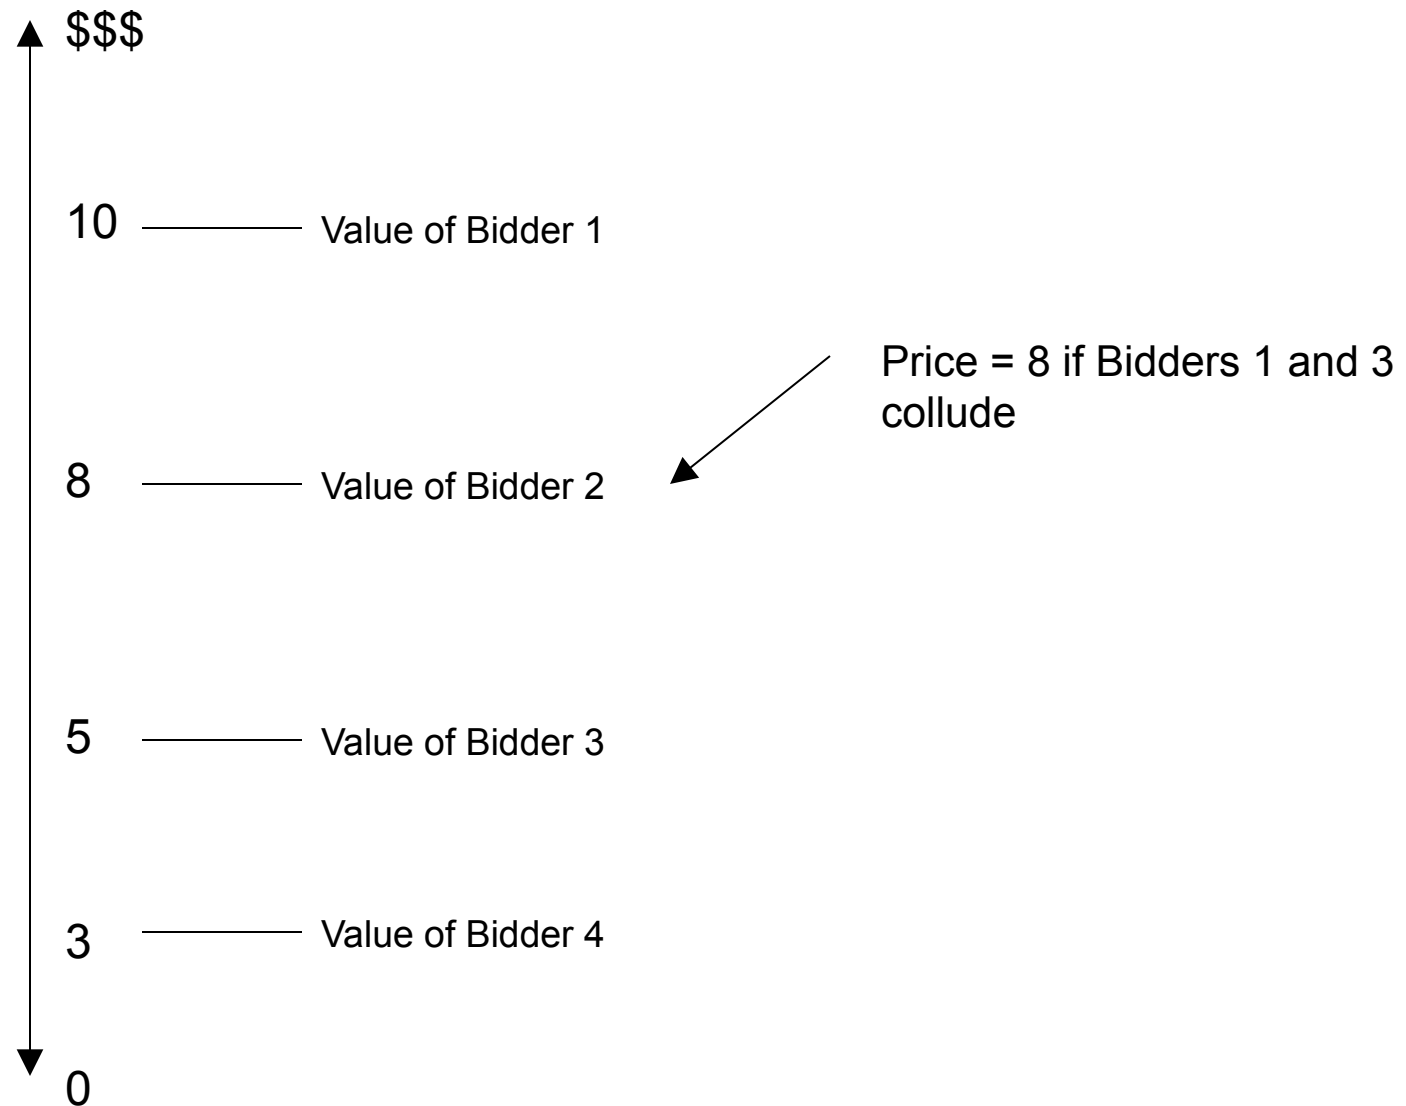 $$$
10
Value of Bidder 1
Price = 8 if Bidders 1 and 3
collude
8
Value of Bidder 2
5
Value of Bidder 3
3
Value of Bidder 4
0